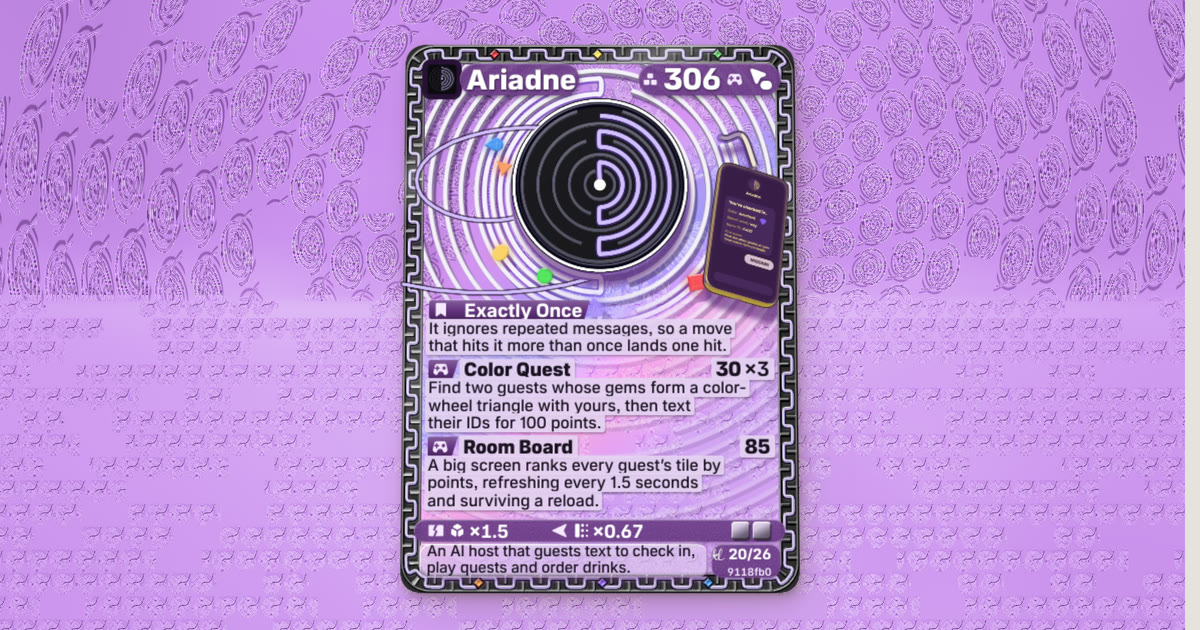 Ariadne
306
Exactly Once
It ignores repeated messages, so a move
that hits it more than once lands one hit.
Color Quest
30 ×3
Find two guests whose gems form a color-
wheel triangle with yours, then text
their IDs for 100 points.
Room Board
85
A big screen ranks every guest's tile by
points, refreshing every 1.5 seconds
and surviving a reload.
×1.5
×0.67
An AI host that guests text to check in,
play quests and order drinks.
20/26
9118fb0